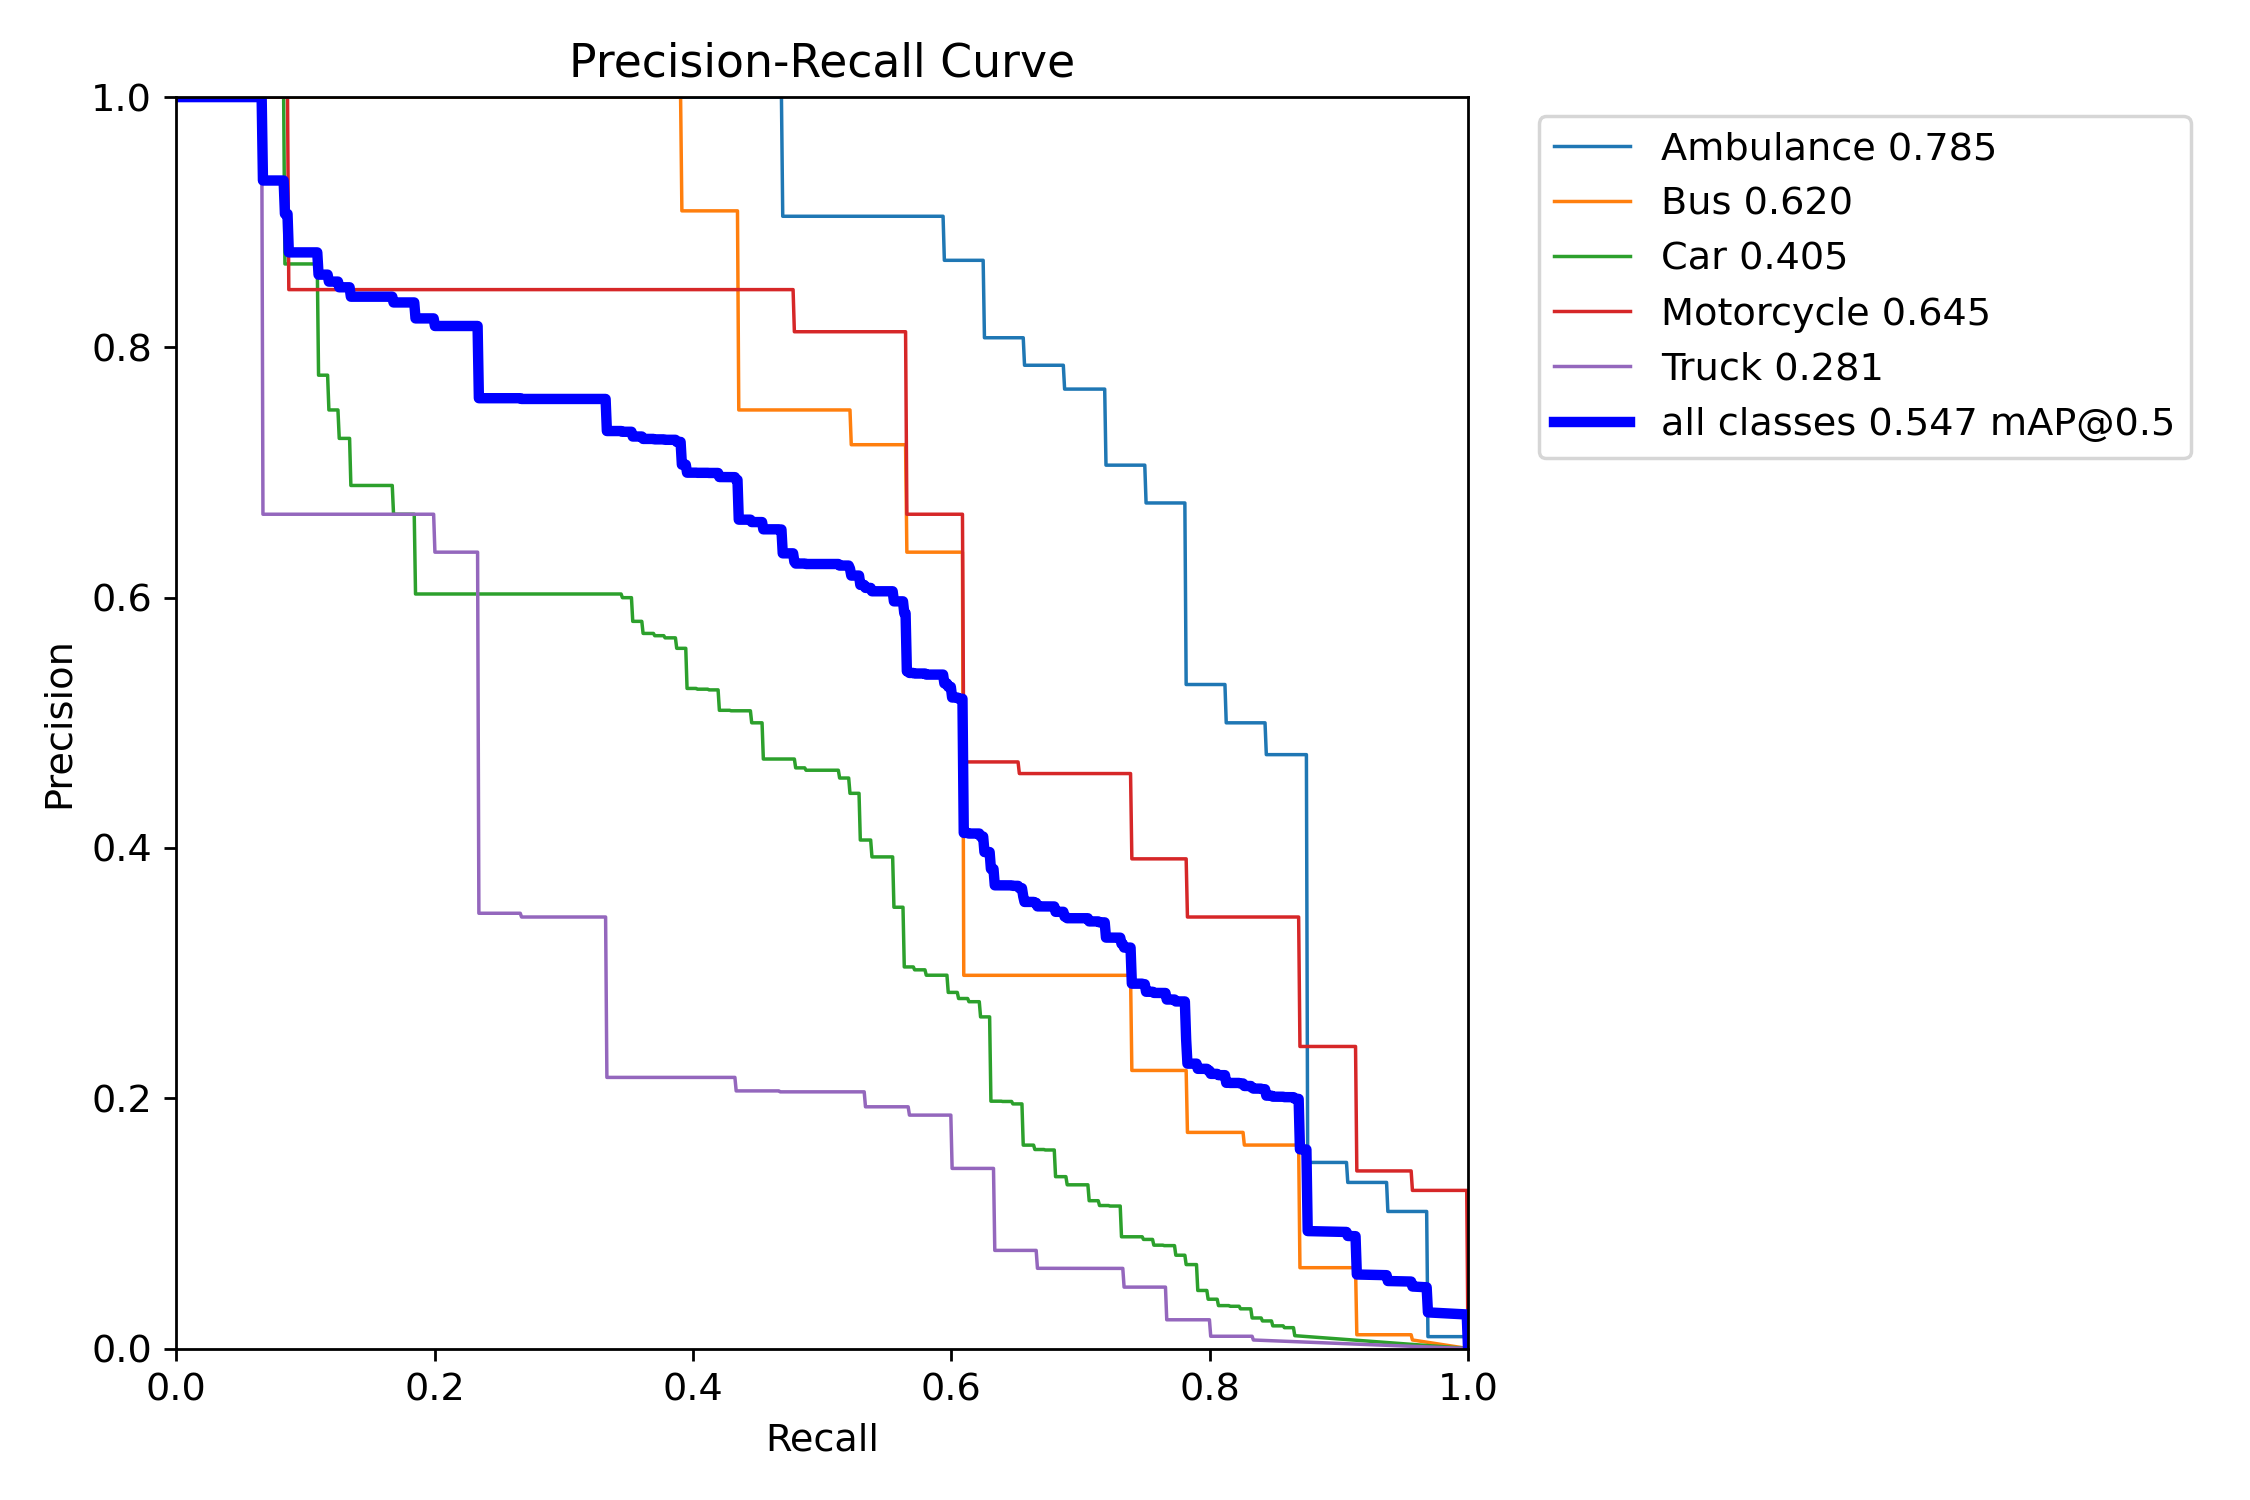 Precision-Recall Curve
1.0
0.8
0.6
0.4
0.2
0.0
Precision
0.0 0.2 0.4 0.6 0.8 1.0
Recall
Ambulance 0.785
Bus 0.620
Car 0.405
Motorcycle 0.645
Truck 0.281
all classes 0.547 mAP@0.5